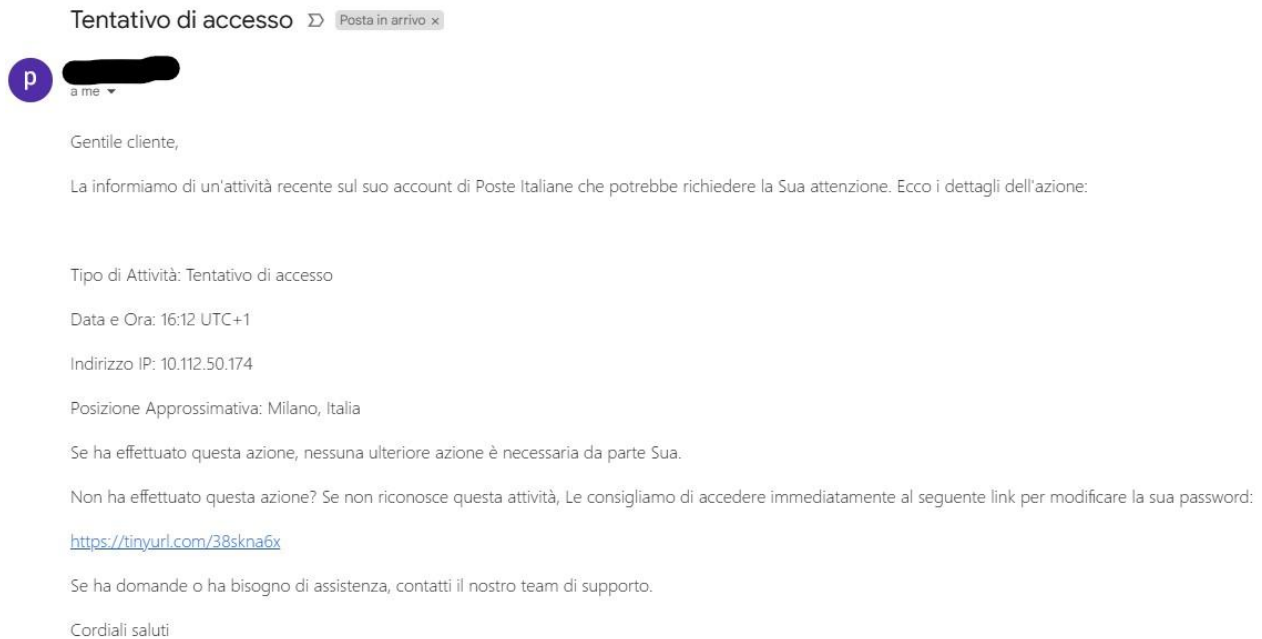 Tentativo di accesso Posta in arrivo ×
p
a me
Gentile cliente,
La informiamo di un'attività recente sul suo account di Poste Italiane che potrebbe richiedere la Sua attenzione. Ecco i dettagli dell'azione:
Tipo di Attività: Tentativo di accesso
Data e Ora: 16:12 UTC+1
Indirizzo IP: 10.112.50.174
Posizione Approssimativa: Milano, Italia
Se ha effettuato questa azione, nessuna ulteriore azione è necessaria da parte Sua.
Non ha effettuato questa azione? Se non riconosce questa attività, Le consigliamo di accedere immediatamente al seguente link per modificare la sua password:
https://tinyurl.com/38skna6x
Se ha domande o ha bisogno di assistenza, contatti il nostro team di supporto.
Cordiali saluti